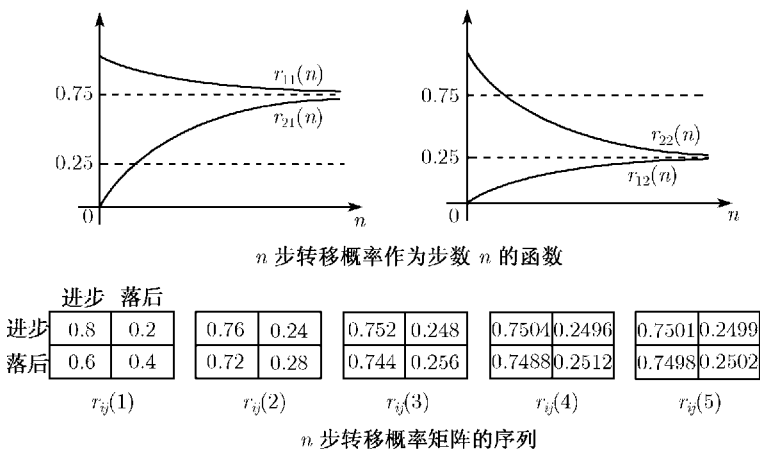 0.75
r₁₁(n)
r₂₁(n)
0.25
0
n
0.75
r₂₂(n)
0.25
r₁₂(n)
0
n
n 步转移概率作为步数 n 的函数
进步 落后
进步 0.8 0.2 0.76 0.24 0.752 0.248 0.7504 0.2496 0.7501 0.2499
落后 0.6 0.4 0.72 0.28 0.744 0.256 0.7488 0.2512 0.7498 0.2502
rᵢⱼ(1) rᵢⱼ(2) rᵢⱼ(3) rᵢⱼ(4) rᵢⱼ(5)
n 步转移概率矩阵的序列